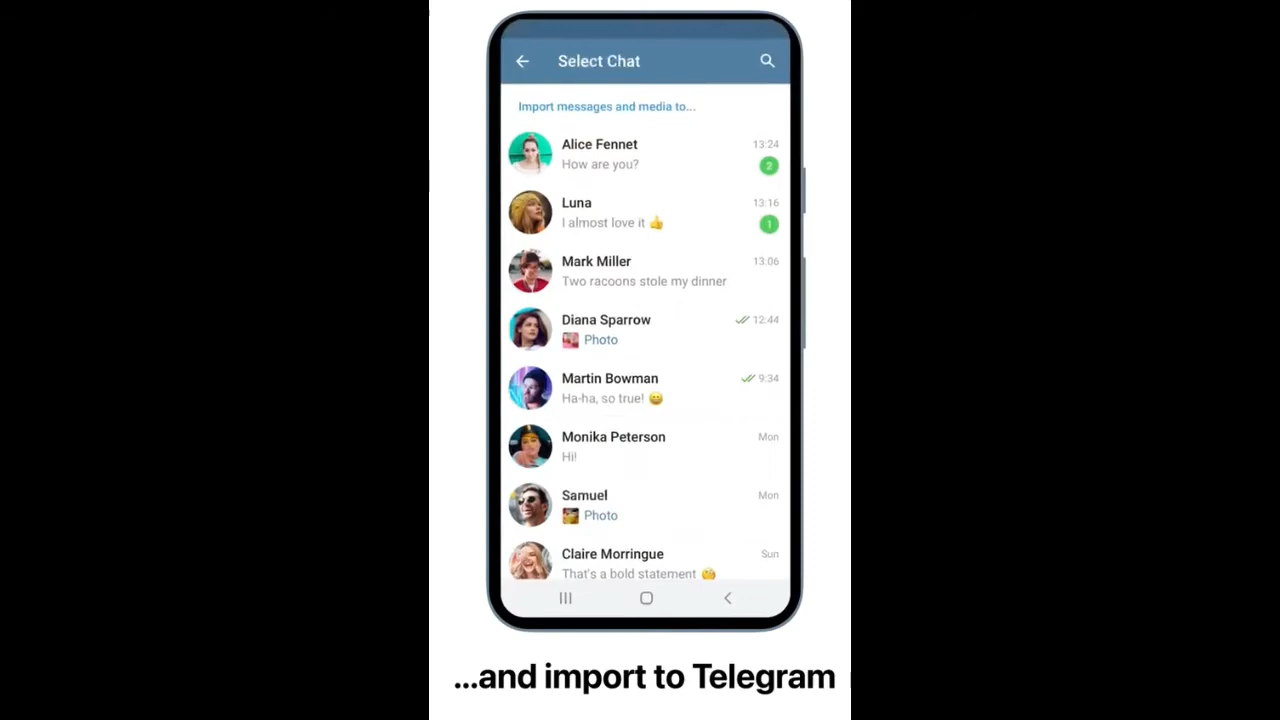 Select Chat
Import messages and media to...
Alice Fennet 13:24
How are you? 2
Luna 13:16
I almost love it 👍 1
Mark Miller 13:06
Two racoons stole my dinner
Diana Sparrow 12:44
Photo
Martin Bowman 9:34
Ha-ha, so true! 😀
Monika Peterson Mon
Hi!
Samuel Mon
Photo
Claire Morringue Sun
That's a bold statement 🧐
...and import to Telegram